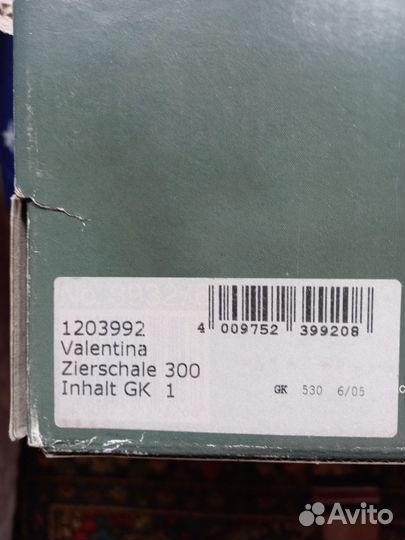 1203992
Valentina
Zierschale 300
Inhalt GK 1
4 009752 399208
GK 530 6/05
Avito